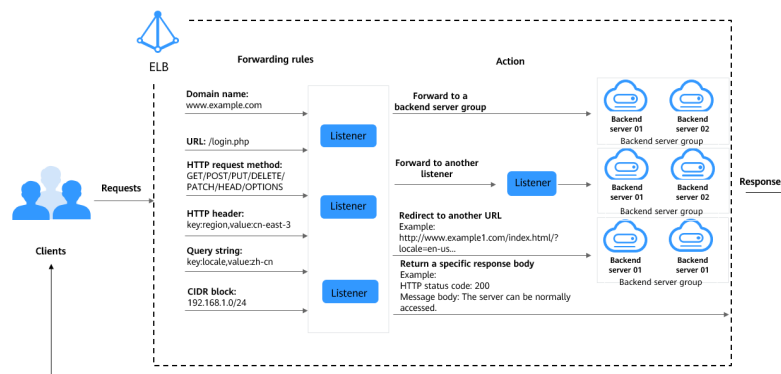 ELB
Forwarding rules
Action
Domain name:
www.example.com
URL: /login.php
HTTP request method:
GET/POST/PUT/DELETE/
PATCH/HEAD/OPTIONS
HTTP header:
key:region,value:cn-east-3
Query string:
key:locale,value:zh-cn
CIDR block:
192.168.1.0/24
Requests
Clients
Listener
Listener
Listener
Forward to a
backend server group
Forward to another
listener
Listener
Redirect to another URL
Example:
http://www.example1.com/index.html/?
locale=en-us...
Return a specific response body
Example:
HTTP status code: 200
Message body: The server can be normally
accessed.
Backend
server 01
Backend
server 02
Backend server group
Backend
server 01
Backend
server 02
Backend server group
Backend
server 01
Backend
server 01
Backend server group
Response